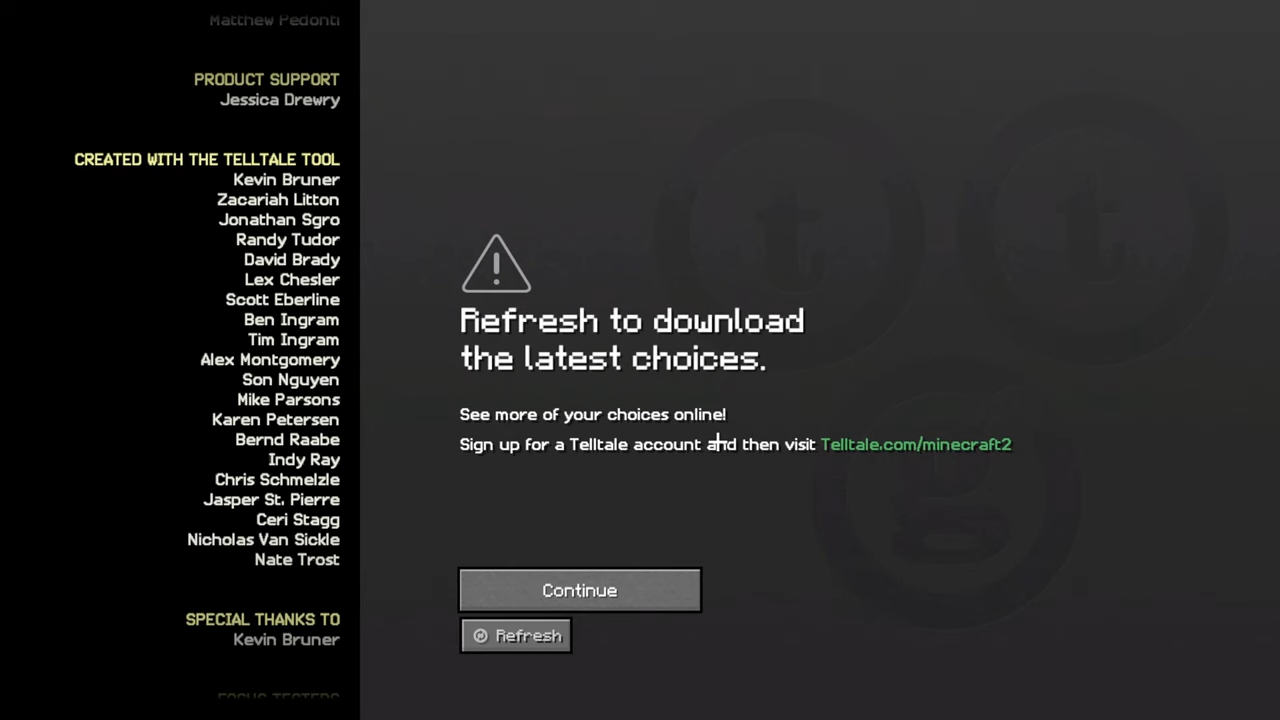 Matthew Pedonti
PRODUCT SUPPORT
Jessica Drewry
CREATED WITH THE TELLTALE TOOL
Kevin Bruner
Zacariah Litton
Jonathan Sgro
Randy Tudor
David Brady
Lex Chesler
Scott Eberline
Ben Ingram
Tim Ingram
Alex Montgomery
Son Nguyen
Mike Parsons
Karen Petersen
Bernd Raabe
Indy Ray
Chris Schmelzle
Jasper St. Pierre
Ceri Stagg
Nicholas Van Sickle
Nate Trost
SPECIAL THANKS TO
Kevin Bruner
FOCUS TESTERS
Refresh to download
the latest choices.
See more of your choices online!
Sign up for a Telltale account and then visit Telltale.com/minecraft2
Continue
Refresh
t t
g